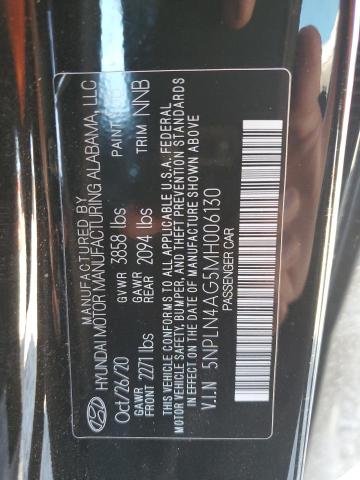 MANUFACTURED BY
HYUNDAI MOTOR MANUFACTURING ALABAMA, LLC
Oct/26/20 GVWR 3858 lbs PAINT
GAWR FRONT 2271 lbs GAWR REAR 2094 lbs TRIM NNB
THIS VEHICLE CONFORMS TO ALL APPLICABLE U.S.A. FEDERAL
MOTOR VEHICLE SAFETY, BUMPER, AND THEFT PREVENTION STANDARDS
IN EFFECT ON THE DATE OF MANUFACTURE SHOWN ABOVE
V.I.N 5NPLN4AG5MH006130
PASSENGER CAR